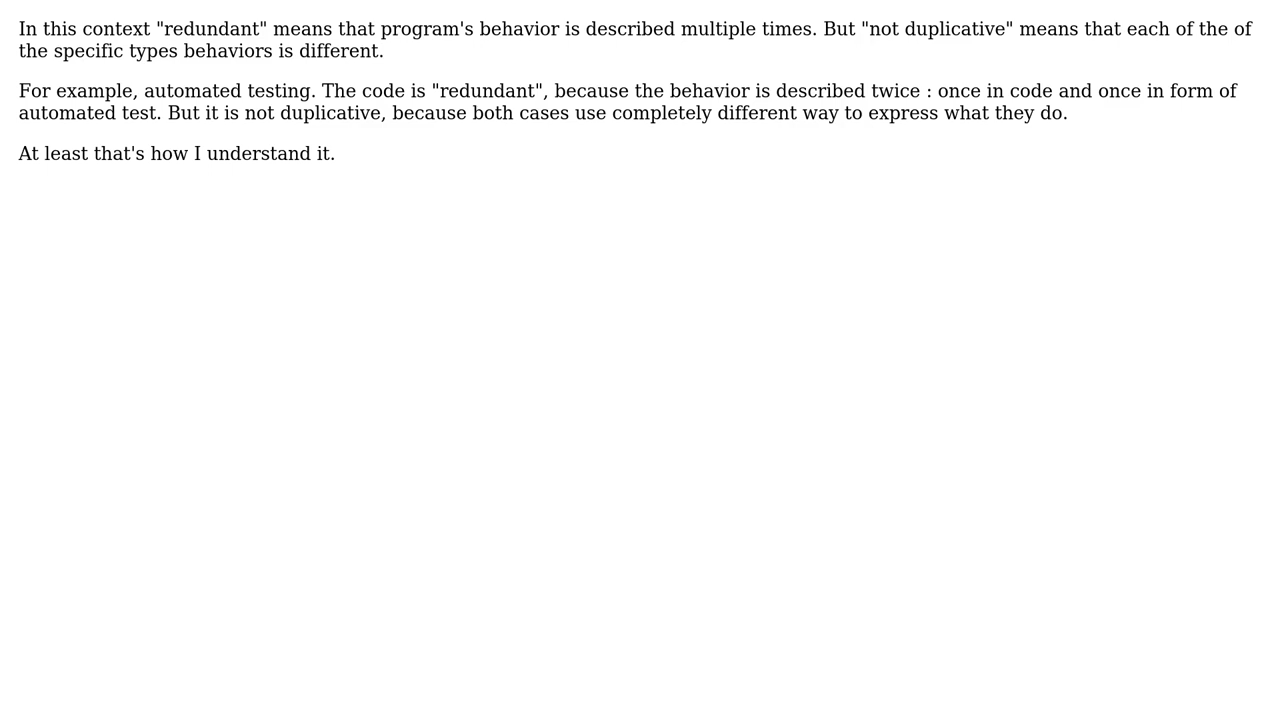 In this context "redundant" means that program's behavior is described multiple times. But "not duplicative" means that each of the of
the specific types behaviors is different.
For example, automated testing. The code is "redundant", because the behavior is described twice : once in code and once in form of
automated test. But it is not duplicative, because both cases use completely different way to express what they do.
At least that's how I understand it.